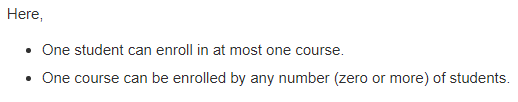 Here,
• One student can enroll in at most one course.
• One course can be enrolled by any number (zero or more) of students.